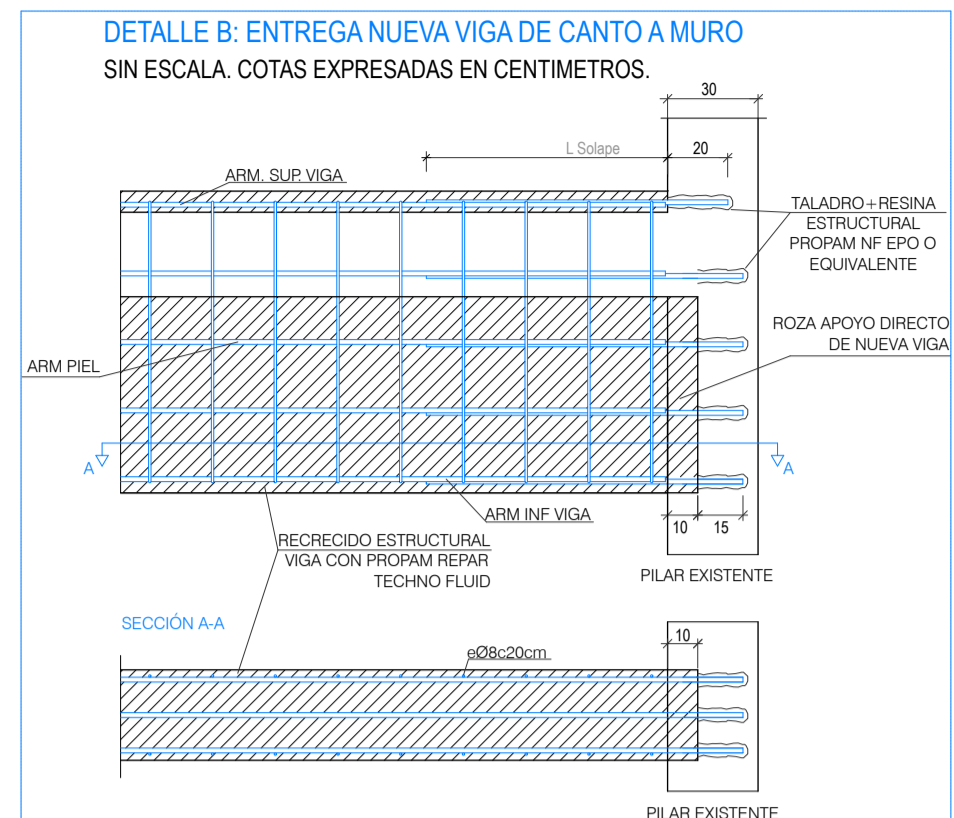 DETALLE B: ENTREGA NUEVA VIGA DE CANTO A MURO
SIN ESCALA. COTAS EXPRESADAS EN CENTIMETROS.
30
L Solape
20
ARM. SUP. VIGA
TALADRO+RESINA
ESTRUCTURAL
PROPAM NF EPO O
EQUIVALENTE
ROZA APOYO DIRECTO
DE NUEVA VIGA
ARM PIEL
A
A
ARM INF VIGA
10
15
RECRECIDO ESTRUCTURAL
VIGA CON PROPAM REPAR
TECHNO FLUID
PILAR EXISTENTE
SECCIÓN A-A
10
eØ8c20cm
PILAR EXISTENTE